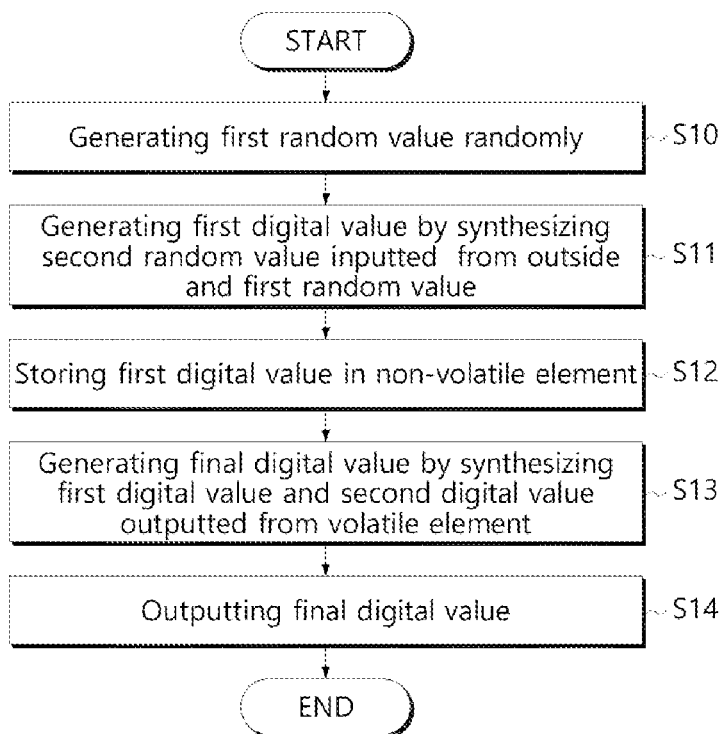 START
Generating first random value randomly
S10
Generating first digital value by synthesizing
second random value inputted from outside
and first random value
S11
Storing first digital value in non-volatile element
S12
Generating final digital value by synthesizing
first digital value and second digital value
outputted from volatile element
S13
Outputting final digital value
S14
END